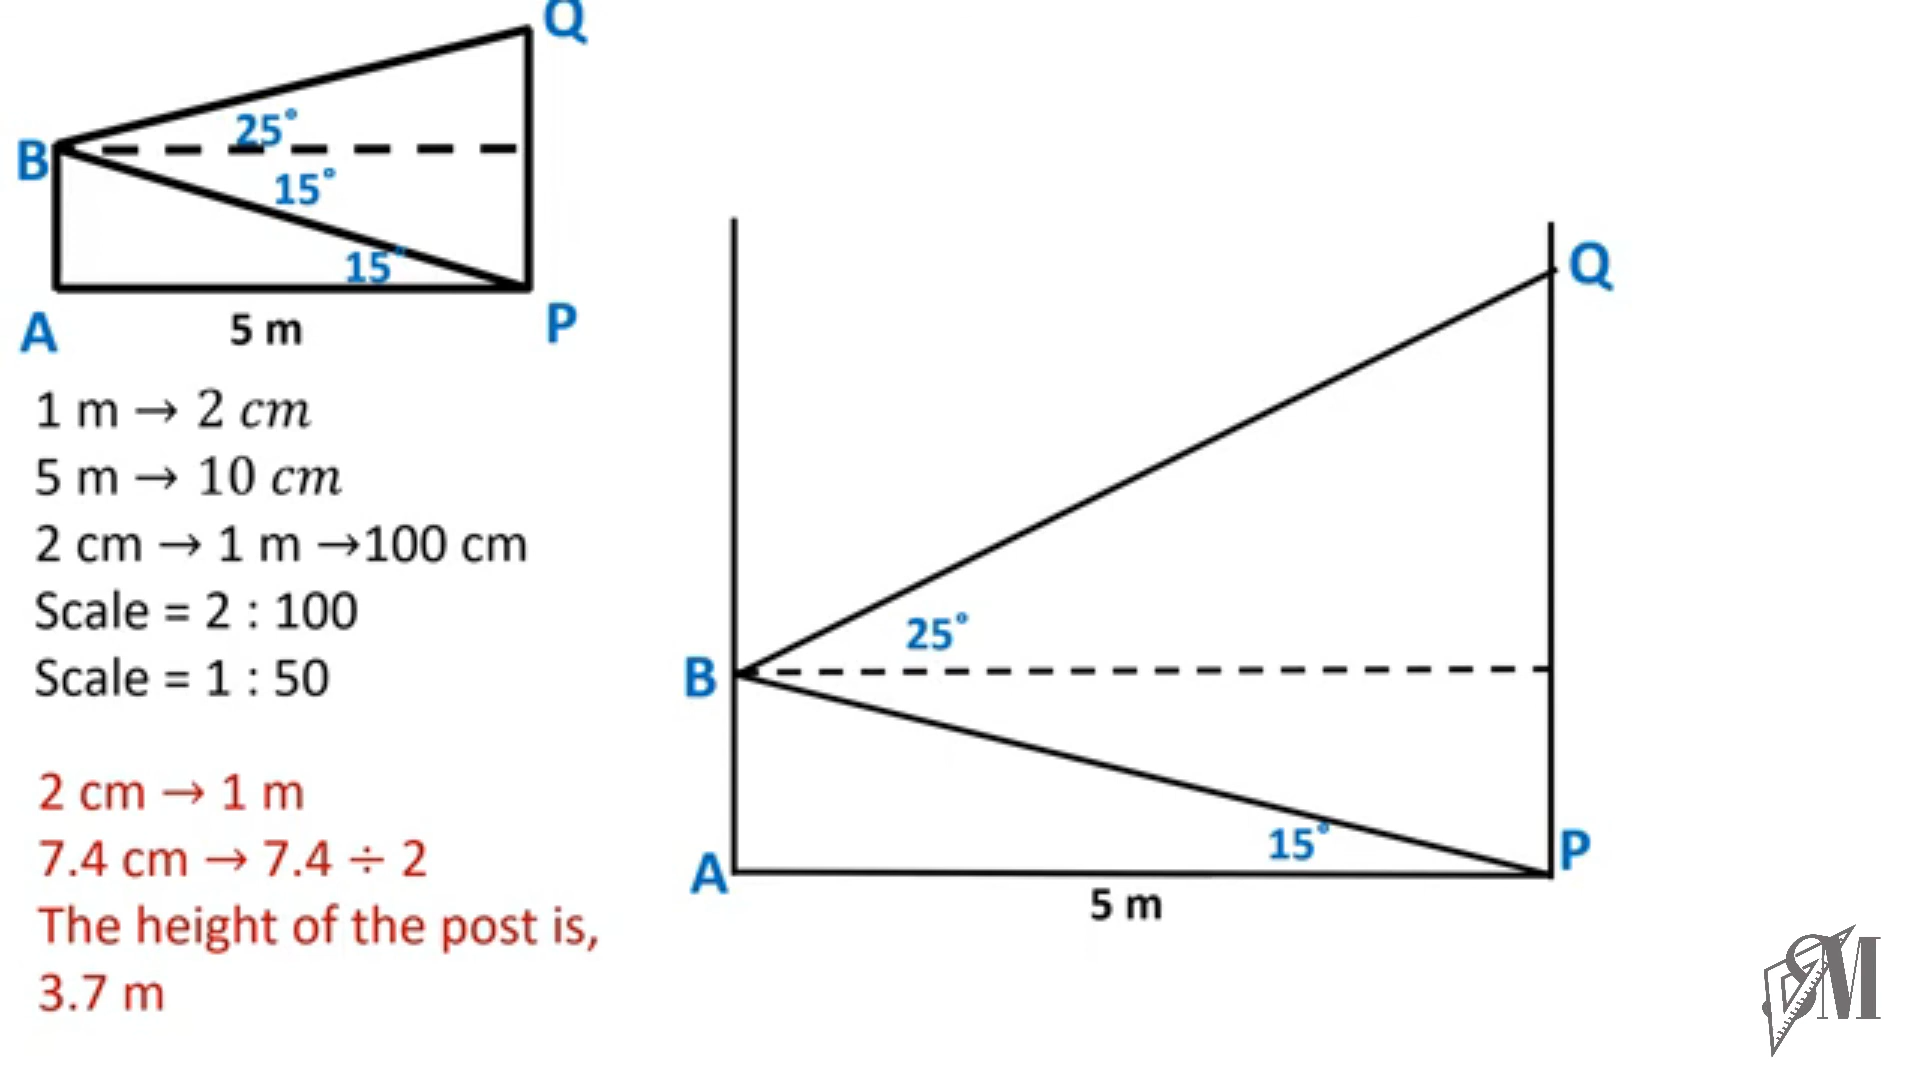 Q
25°
B
15°
15°
A
5 m
P
1 m → 2 cm
5 m → 10 cm
2 cm → 1 m →100 cm
Scale = 2 : 100
Scale = 1 : 50
2 cm → 1 m
7.4 cm → 7.4 ÷ 2
The height of the post is,
3.7 m
Q
25°
B
15°
P
A
5 m
SM